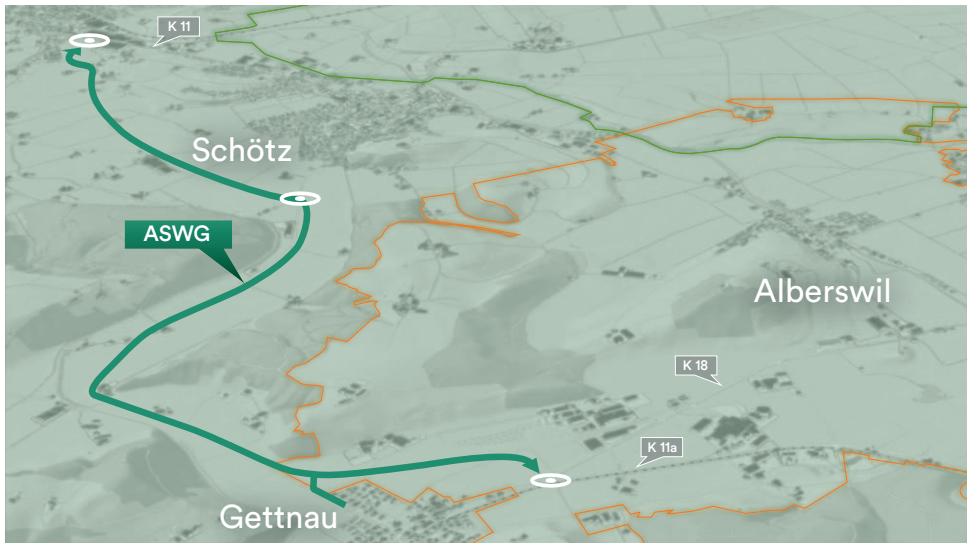 K 11
Schötz
ASWG
Alberswil
K 18
K 11a
Gettnau